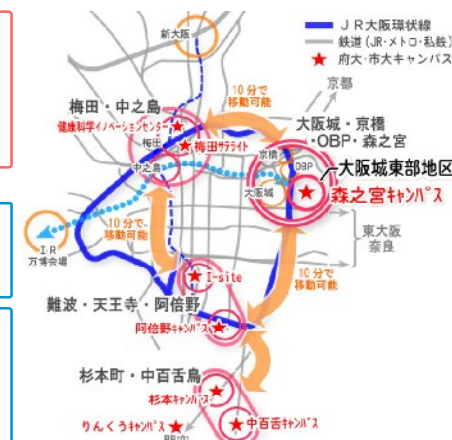 ＪＲ大阪環状線
鉄道（JR・メトロ・私鉄）
★ 府大・市大キャンパス
新大阪
京都
10分で
移動可能
梅田・中之島
健康科学イノベーションセンター
梅田
梅田サテライト
中之島
大阪城・京橋
・OBP・森之宮
京橋
OBP
大阪城
大阪城東部地区
森之宮キャンパス
10分で
移動可能
ＩＲ
万博会場
東大阪
奈良
10分で
移動可能
I-site
難波・天王寺・阿倍野
阿倍野キャンパス
杉本町・中百舌鳥
杉本キャンパス
りんくうキャンパス
中百舌キャンパス
関空